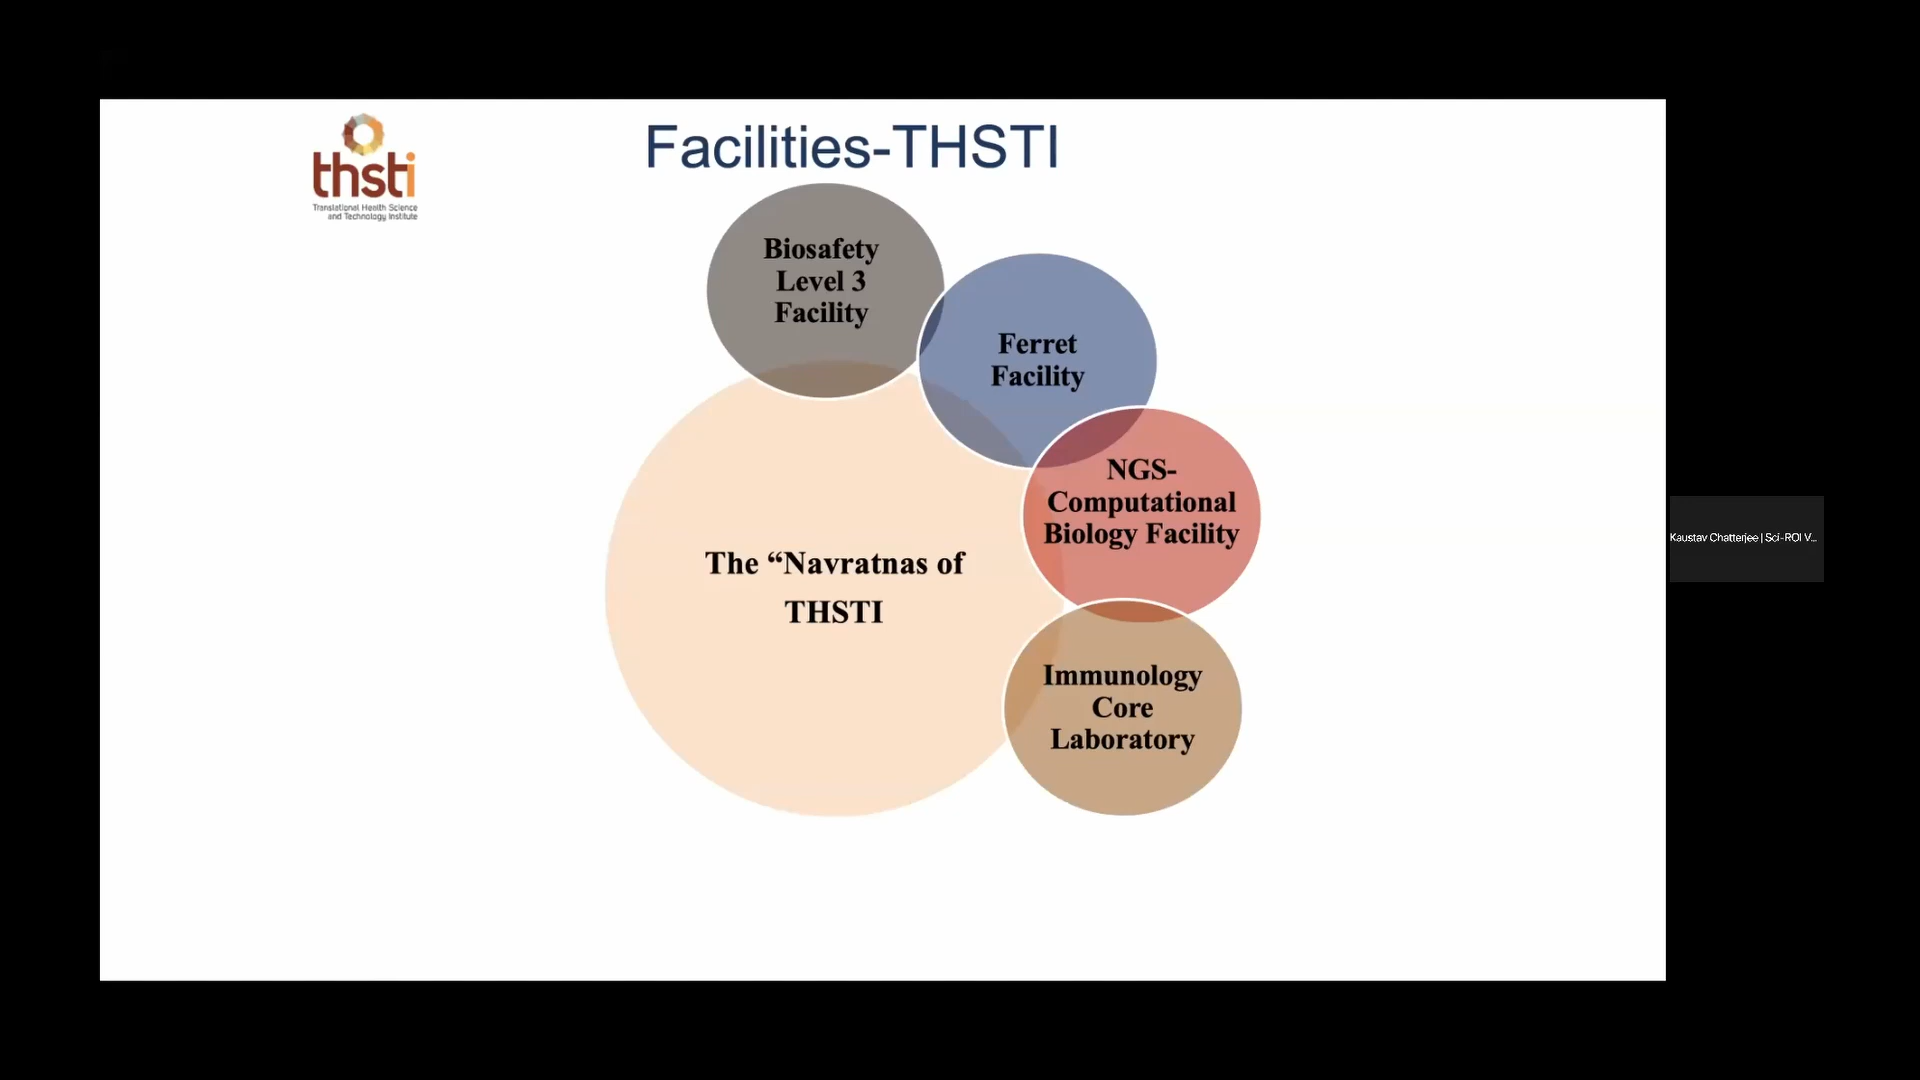 thsti
Translational Health Science
and Technology Institute
Facilities-THSTI
Biosafety
Level 3
Facility
Ferret
Facility
NGS-
Computational
Biology Facility
The “Navratnas of
THSTI
Immunology
Core
Laboratory
Kaustav Chatterjee | Sci-ROI V...